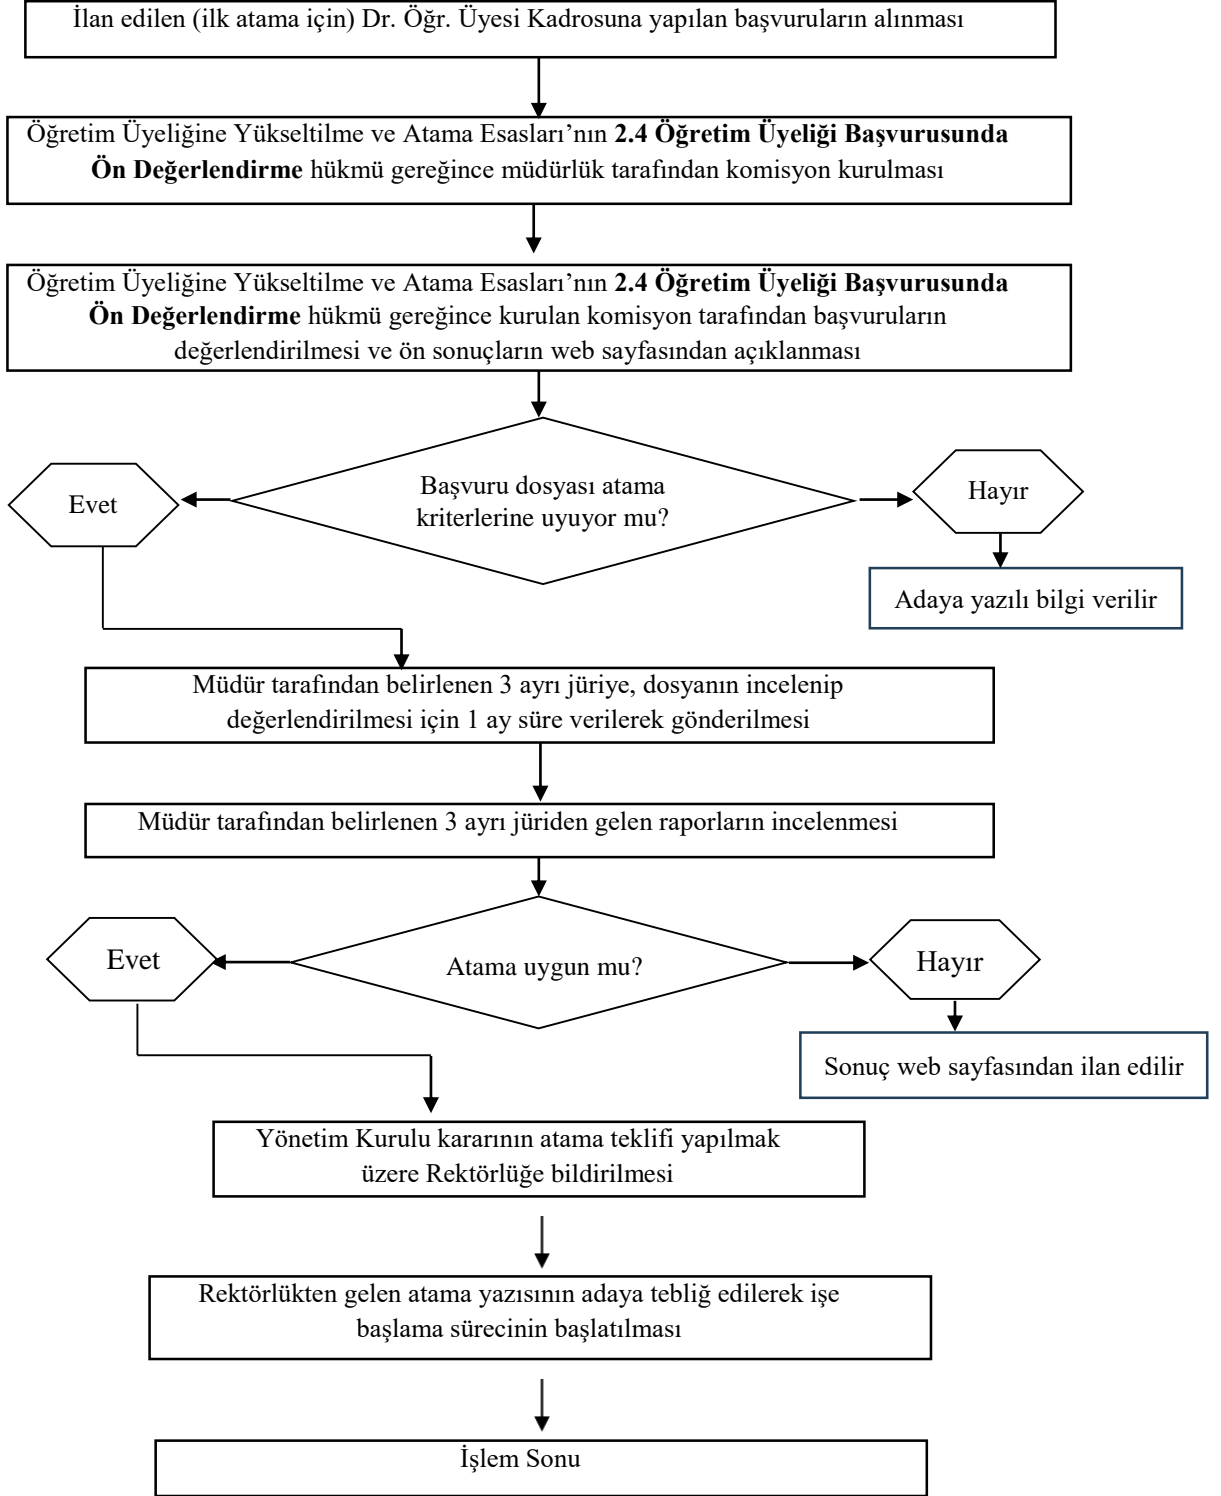 İlan edilen (ilk atama için) Dr. Öğr. Üyesi Kadrosuna yapılan başvuruların alınması
Öğretim Üyeliğine Yükseltilme ve Atama Esasları’nın 2.4 Öğretim Üyeliği Başvurusunda
Ön Değerlendirme hükmü gereğince müdürlük tarafından komisyon kurulması
Öğretim Üyeliğine Yükseltilme ve Atama Esasları’nın 2.4 Öğretim Üyeliği Başvurusunda
Ön Değerlendirme hükmü gereğince kurulan komisyon tarafından başvuruların
değerlendirilmesi ve ön sonuçların web sayfasından açıklanması
Başvuru dosyası atama
kriterlerine uyuyor mu?
Evet
Hayır
Adaya yazılı bilgi verilir
Müdür tarafından belirlenen 3 ayrı jüriye, dosyanın incelenip
değerlendirilmesi için 1 ay süre verilerek gönderilmesi
Müdür tarafından belirlenen 3 ayrı jüriden gelen raporların incelenmesi
Atama uygun mu?
Evet
Hayır
Sonuç web sayfasından ilan edilir
Yönetim Kurulu kararının atama teklifi yapılmak
üzere Rektörlüğe bildirilmesi
Rektörlükten gelen atama yazısının adaya tebliğ edilerek işe
başlama sürecinin başlatılması
İşlem Sonu